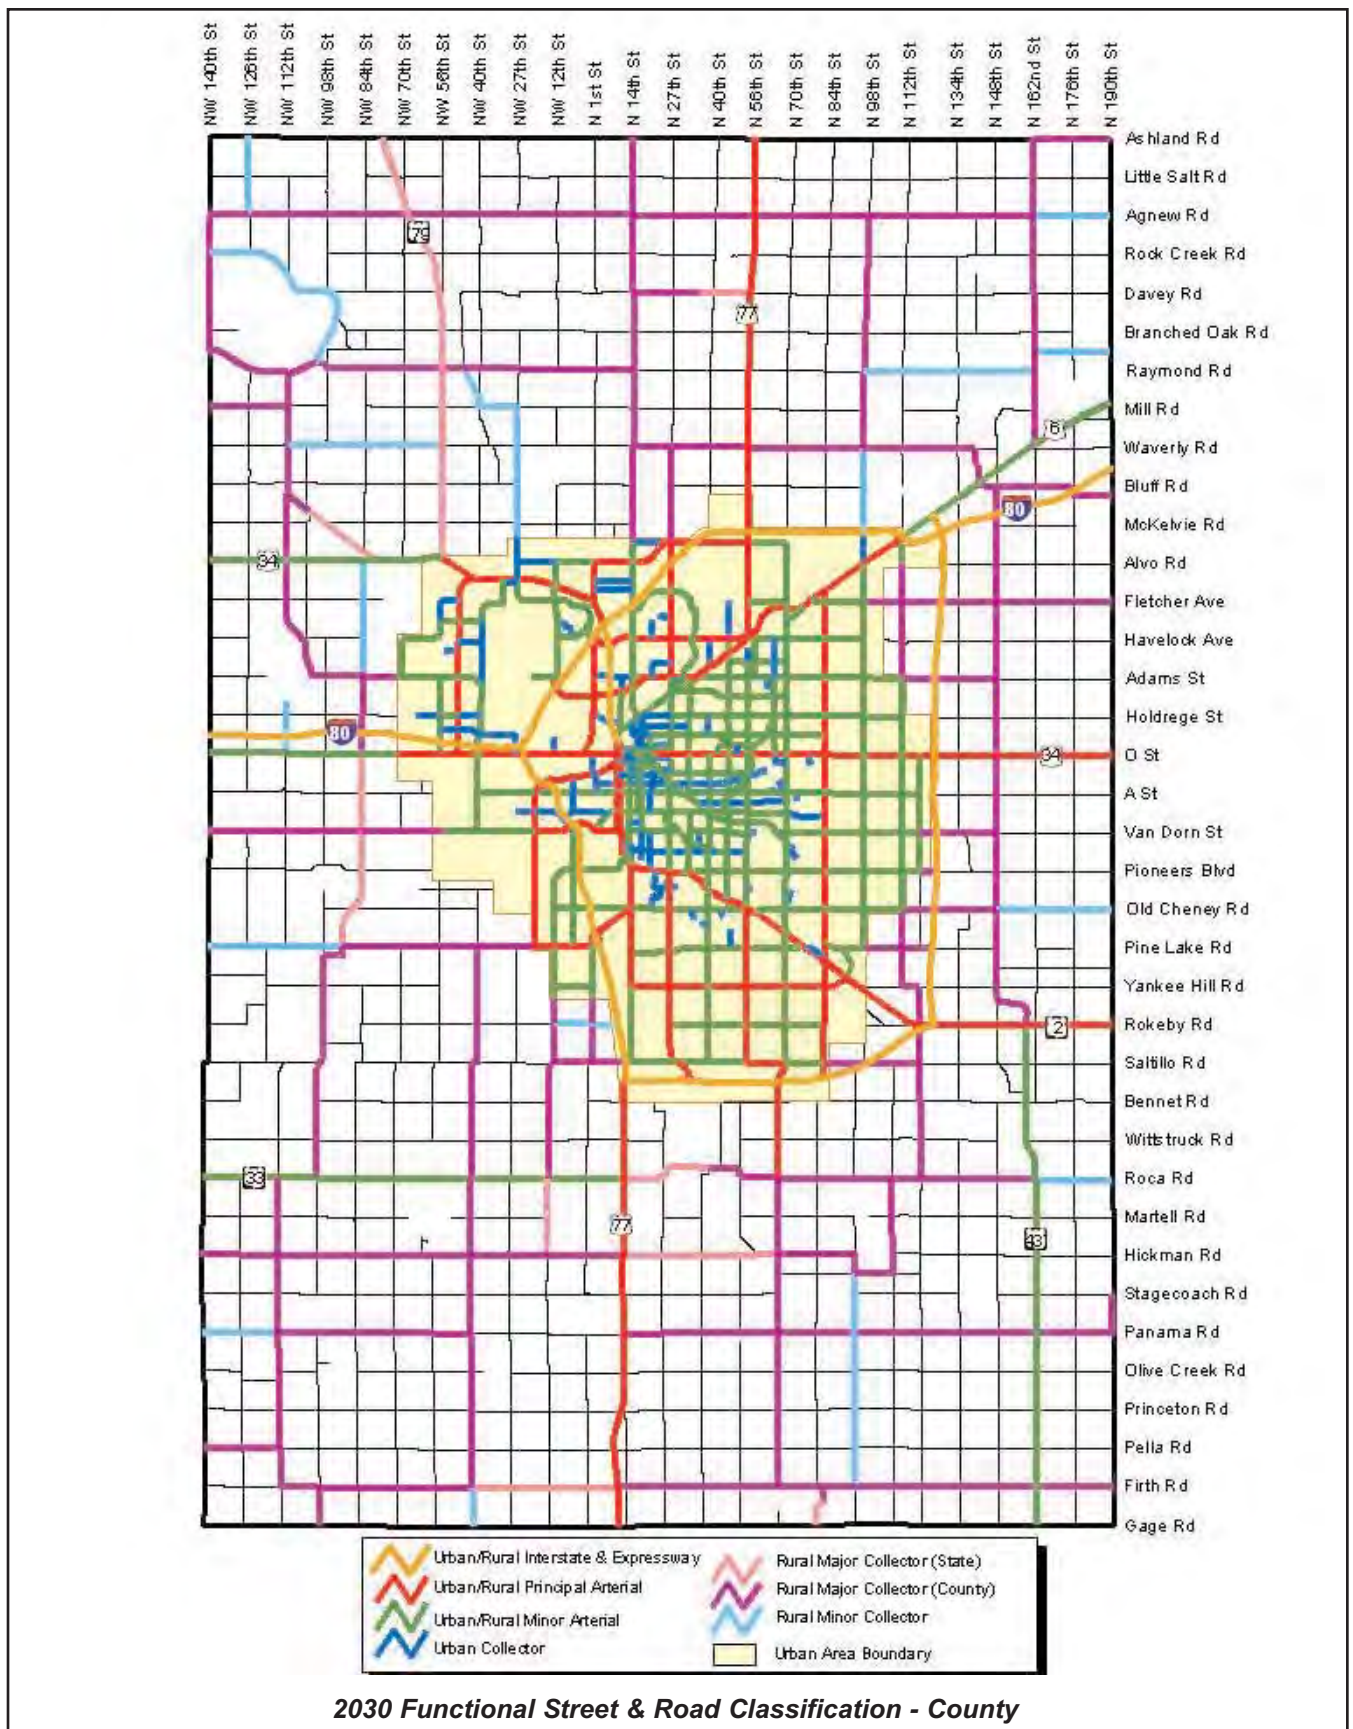 NW 140th St
NW 126th St
NW 112th St
NW 98th St
NW 84th St
NW 70th St
NW 56th St
NW 40th St
NW 27th St
NW 12th St
N 1st St
N 14th St
N 27th St
N 40th St
N 56th St
N 70th St
N 84th St
N 98th St
N 112th St
N 134th St
N 148th St
N 162nd St
N 176th St
N 190th St
Ashland Rd
Little Salt Rd
Agnew Rd
79
Rock Creek Rd
Davey Rd
77
Branched Oak Rd
Raymond Rd
Mill Rd
6
Waverly Rd
Bluff Rd
80
McKelvie Rd
34
Alvo Rd
Fletcher Ave
Havelock Ave
Adams St
Holdrege St
80
34
O St
A St
Van Dorn St
Pioneers Blvd
Old Cheney Rd
Pine Lake Rd
Yankee Hill Rd
2
Rokeby Rd
Saltillo Rd
Bennet Rd
Wittstruck Rd
33
Roca Rd
Martell Rd
77
43
Hickman Rd
Stagecoach Rd
Panama Rd
Olive Creek Rd
Princeton Rd
Pella Rd
Firth Rd
Gage Rd
Urban/Rural Interstate & Expressway
Urban/Rural Principal Arterial
Urban/Rural Minor Arterial
Urban Collector
Rural Major Collector (State)
Rural Major Collector (County)
Rural Minor Collector
Urban Area Boundary
2030 Functional Street & Road Classification - County